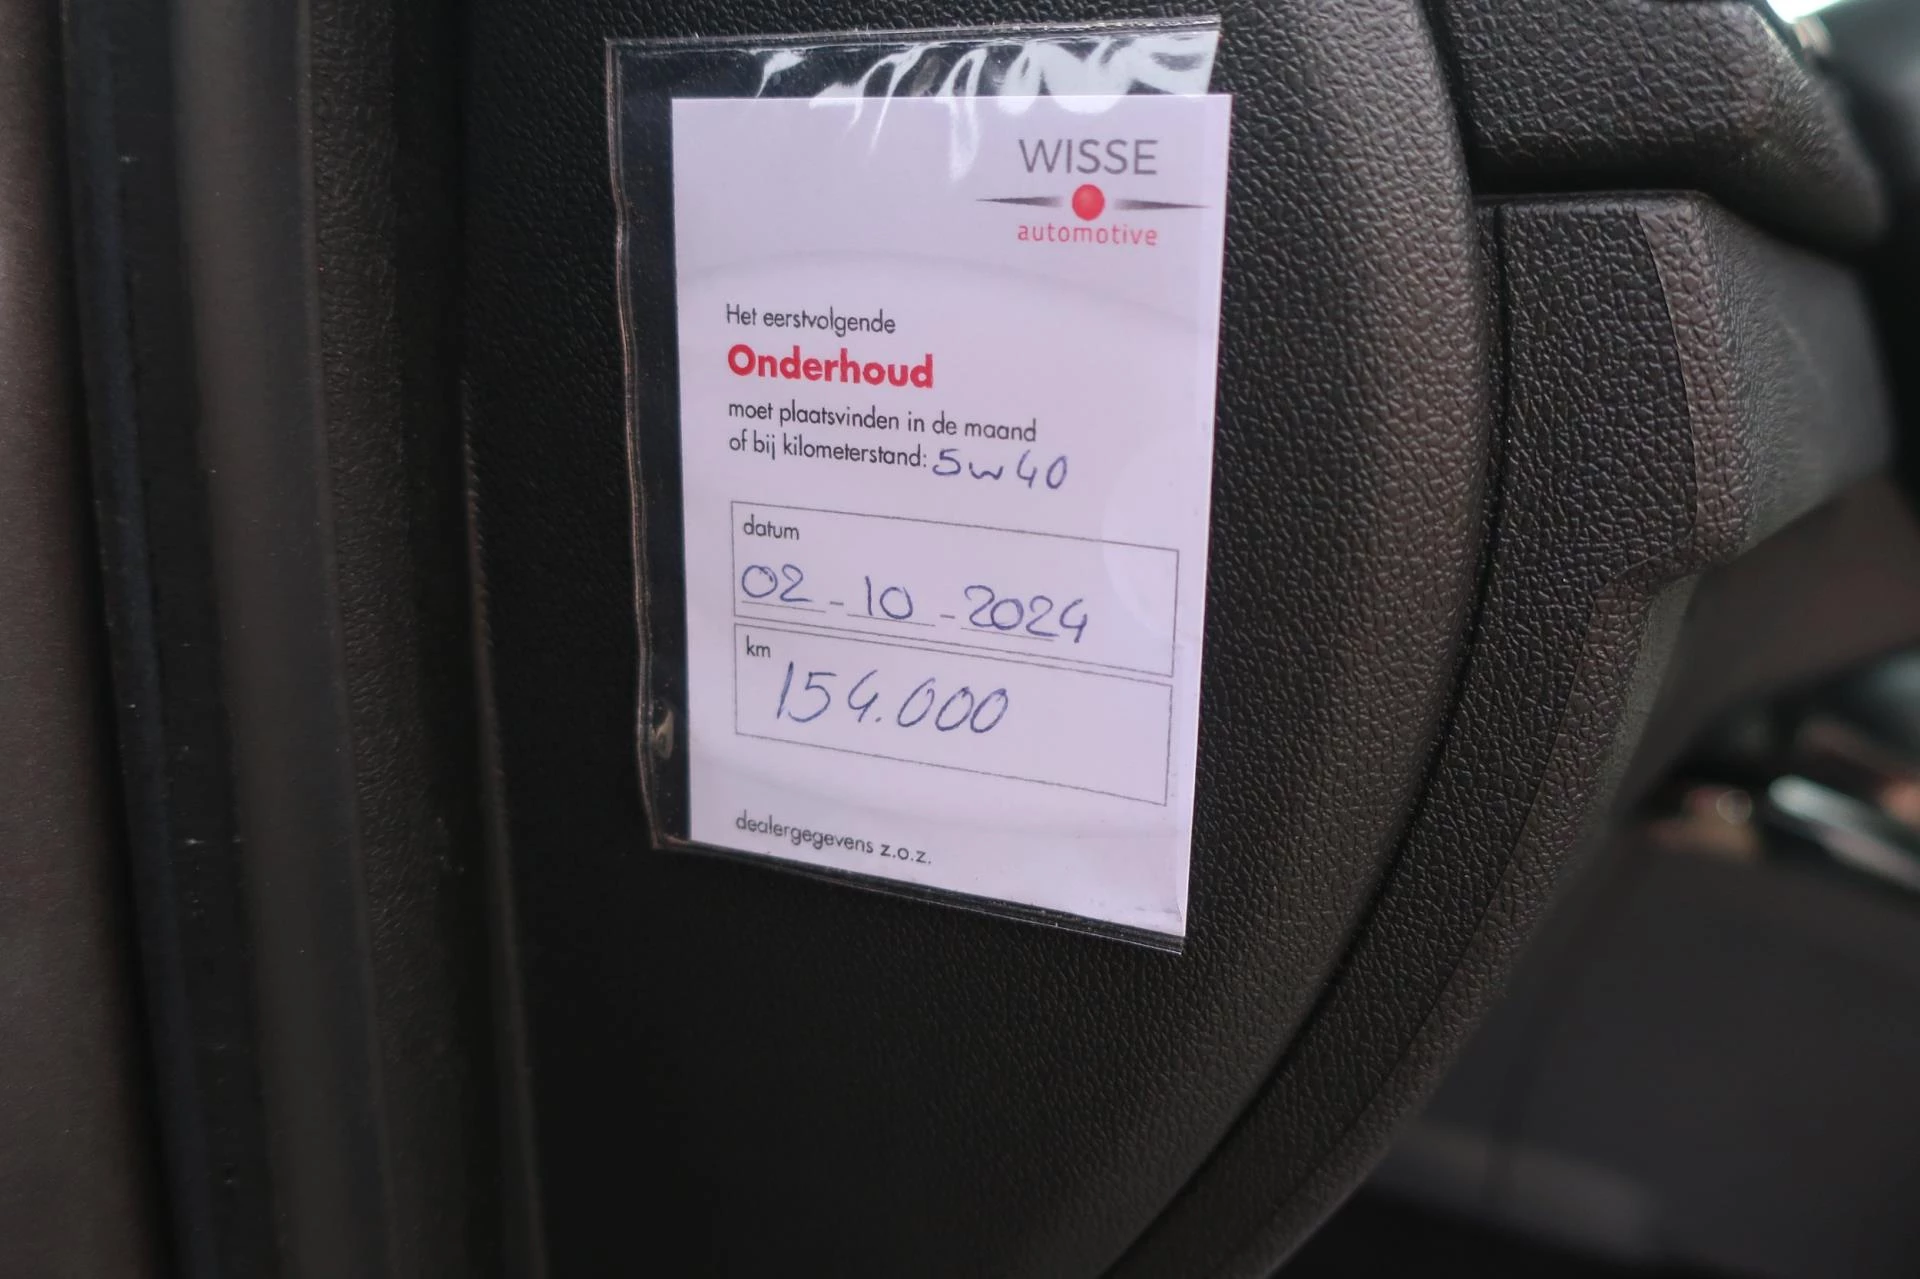 WISSE
automotive
Het eerstvolgende
Onderhoud
moet plaatsvinden in de maand
of bij kilometerstand: 5w40
datum
02-10-2024
km
154.000
dealergegevens z.o.z.